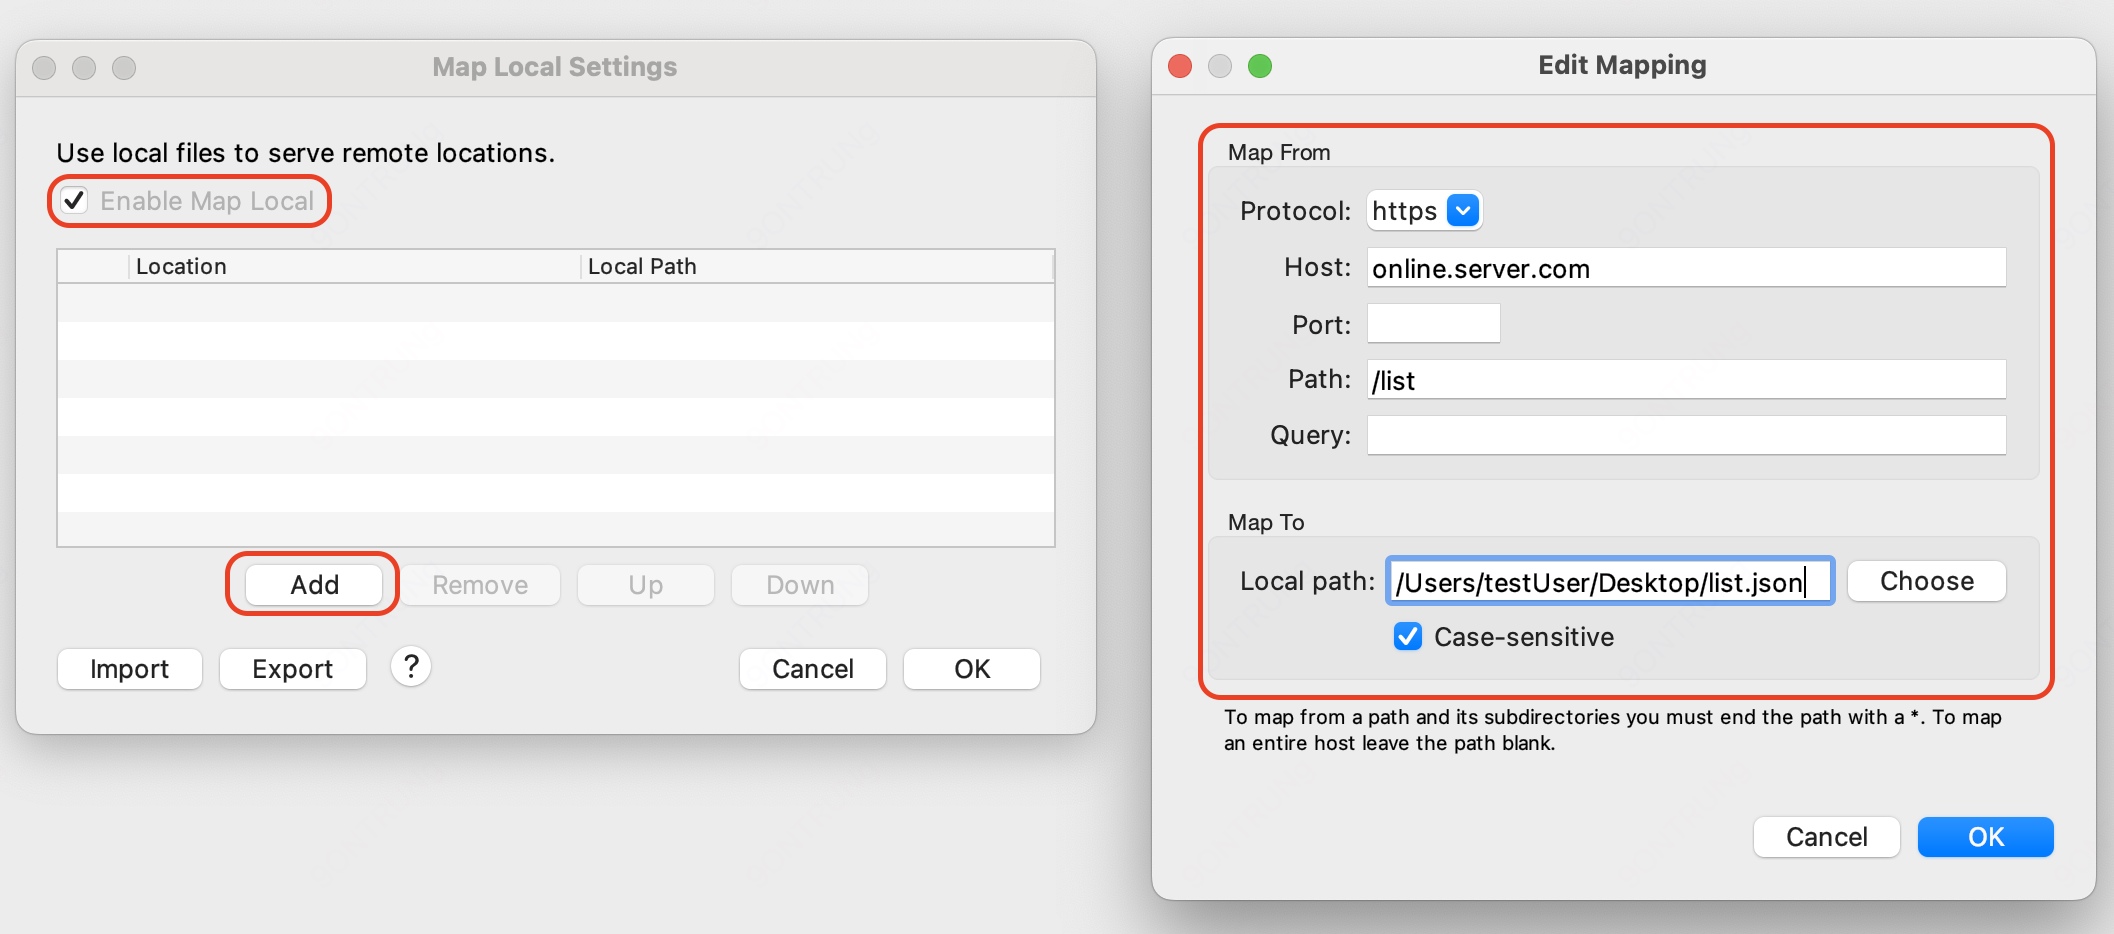 Map Local Settings
Use local files to serve remote locations.
Enable Map Local
Location Local Path
Add Remove Up Down
Import Export ? Cancel OK
Edit Mapping
Map From
Protocol: https
Host: online.server.com
Port:
Path: /list
Query:
Map To
Local path: /Users/testUser/Desktop/list.json Choose
Case-sensitive
To map from a path and its subdirectories you must end the path with a *. To map
an entire host leave the path blank.
Cancel OK